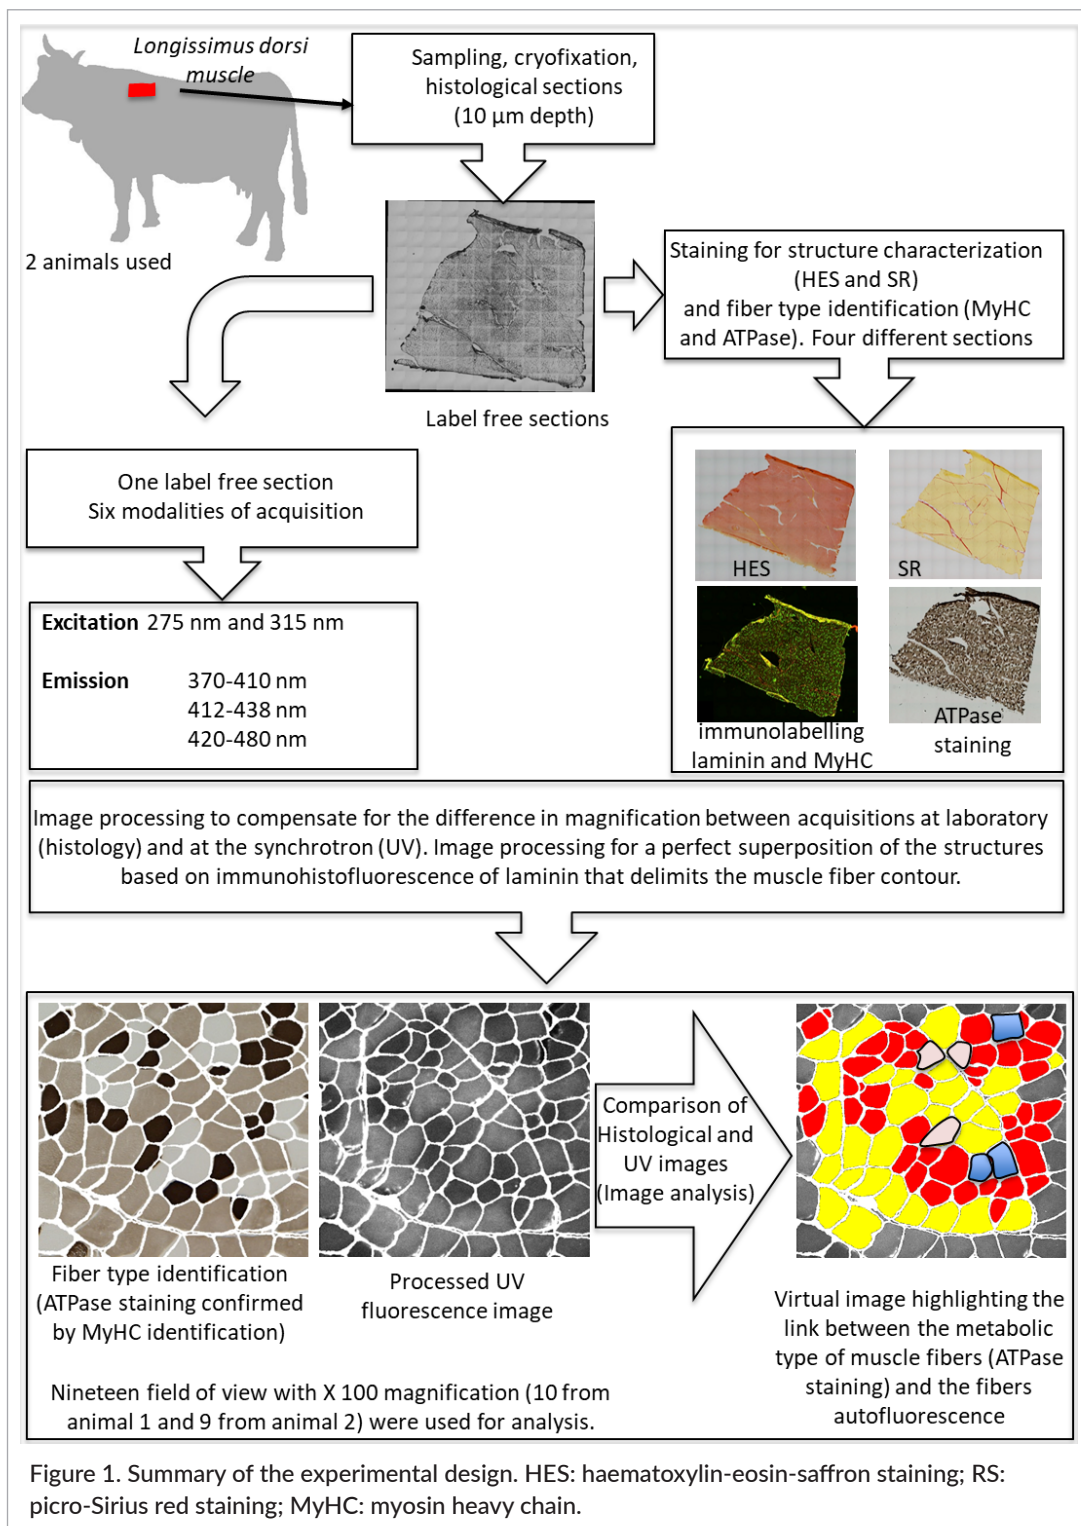 Longissimus dorsi
muscle
Sampling, cryofixation,
histological sections
(10 µm depth)
2 animals used
Staining for structure characterization
(HES and SR)
and fiber type identification (MyHC
and ATPase). Four different sections
Label free sections
One label free section
Six modalities of acquisition
Excitation 275 nm and 315 nm
Emission 370-410 nm
412-438 nm
420-480 nm
HES
SR
immunolabelling
laminin and MyHC
ATPase
staining
Image processing to compensate for the difference in magnification between acquisitions at laboratory
(histology) and at the synchrotron (UV). Image processing for a perfect superposition of the structures
based on immunohistofluorescence of laminin that delimits the muscle fiber contour.
Comparison of
Histological and
UV images
(Image analysis)
Fiber type identification
(ATPase staining confirmed
by MyHC identification)
Processed UV
fluorescence image
Virtual image highlighting the
link between the metabolic
type of muscle fibers (ATPase
staining) and the fibers
autofluorescence
Nineteen field of view with X 100 magnification (10 from
animal 1 and 9 from animal 2) were used for analysis.
Figure 1. Summary of the experimental design. HES: haematoxylin-eosin-saffron staining; RS:
picro-Sirius red staining; MyHC: myosin heavy chain.